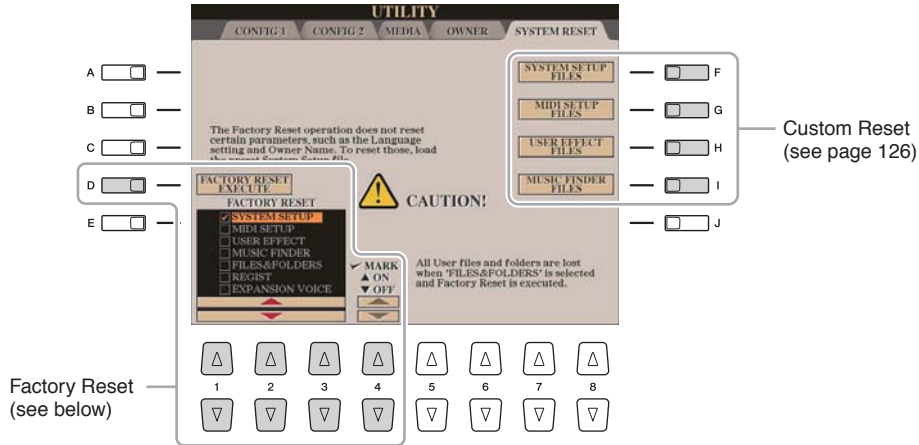 UTILITY
CONFIG 1 CONFIG 2 MEDIA OWNER SYSTEM RESET
A
B
C
D
E
SYSTEM SETUP
FILES
MIDI SETUP
FILES
USER EFFECT
FILES
MUSIC FINDER
FILES
F
G
H
I
J
Custom Reset
(see page 126)
The Factory Reset operation does not reset
certain parameters, such as the Language
setting and Owner Name. To reset those, load
the preset System Setup file.
FACTORY RESET
EXECUTE
CAUTION!
FACTORY RESET
SYSTEM SETUP
MIDI SETUP
USER EFFECT
MUSIC FINDER
FILES&FOLDERS
REGIST
EXPANSION VOICE
MARK
▲ ON
▼ OFF
All User files and folders are lost
when "FILES&FOLDERS" is selected
and Factory Reset is executed.
1 2 3 4 5 6 7 8
Factory Reset
(see below)